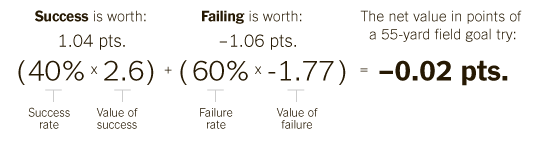 Success is worth: Failing is worth: The net value in points of
1.04 pts. –1.06 pts. a 55-yard field goal try:
(40% x 2.6) + (60% x -1.77) = –0.02 pts.
Success Value of Failure Value of
rate success rate failure